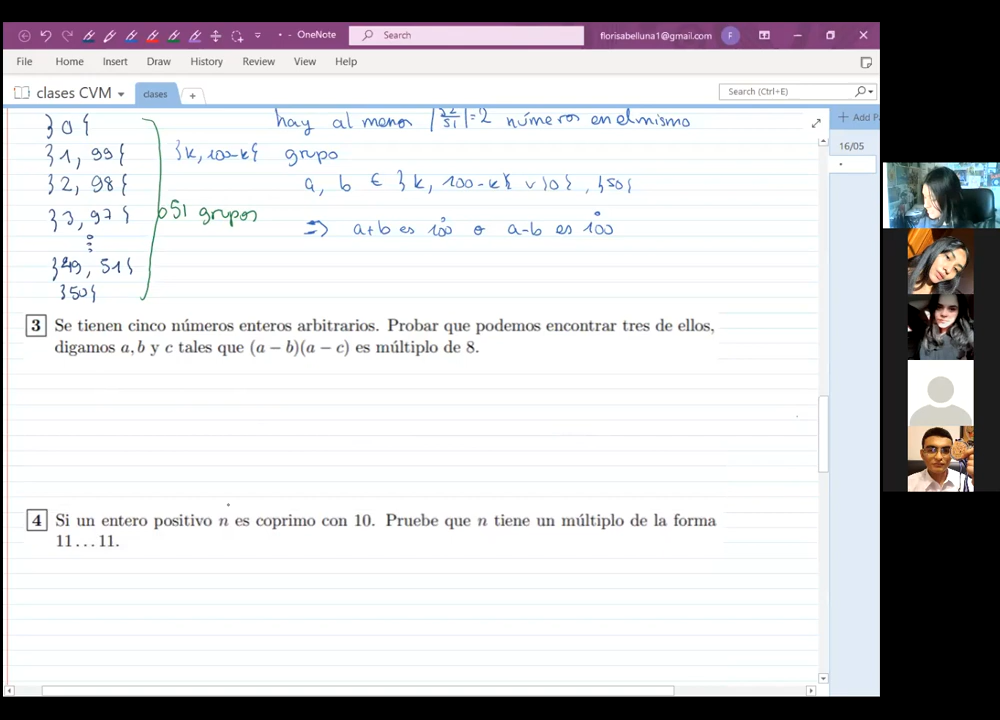 OneNote
Search
florisabelluna1@gmail.com
F
File Home Insert Draw History Review View Help
clases CVM
clases
+
Search (Ctrl+E)
+ Add Pa
16/05
}0{
}1, 99{
}2, 98{
}3, 97{
}49, 51{
}50{
51 grupos
hay al menos números en el mismo
}k, 100-k{ grupo
a, b ∈ }k, 100-k{ v }0{ , }50{
⇒ a+b es 100 o a-b es 100
3 Se tienen cinco números enteros arbitrarios. Probar que podemos encontrar tres de ellos,
digamos a, b y c tales que (a − b)(a − c) es múltiplo de 8.
4 Si un entero positivo n es coprimo con 10. Pruebe que n tiene un múltiplo de la forma
11 . . . 11.